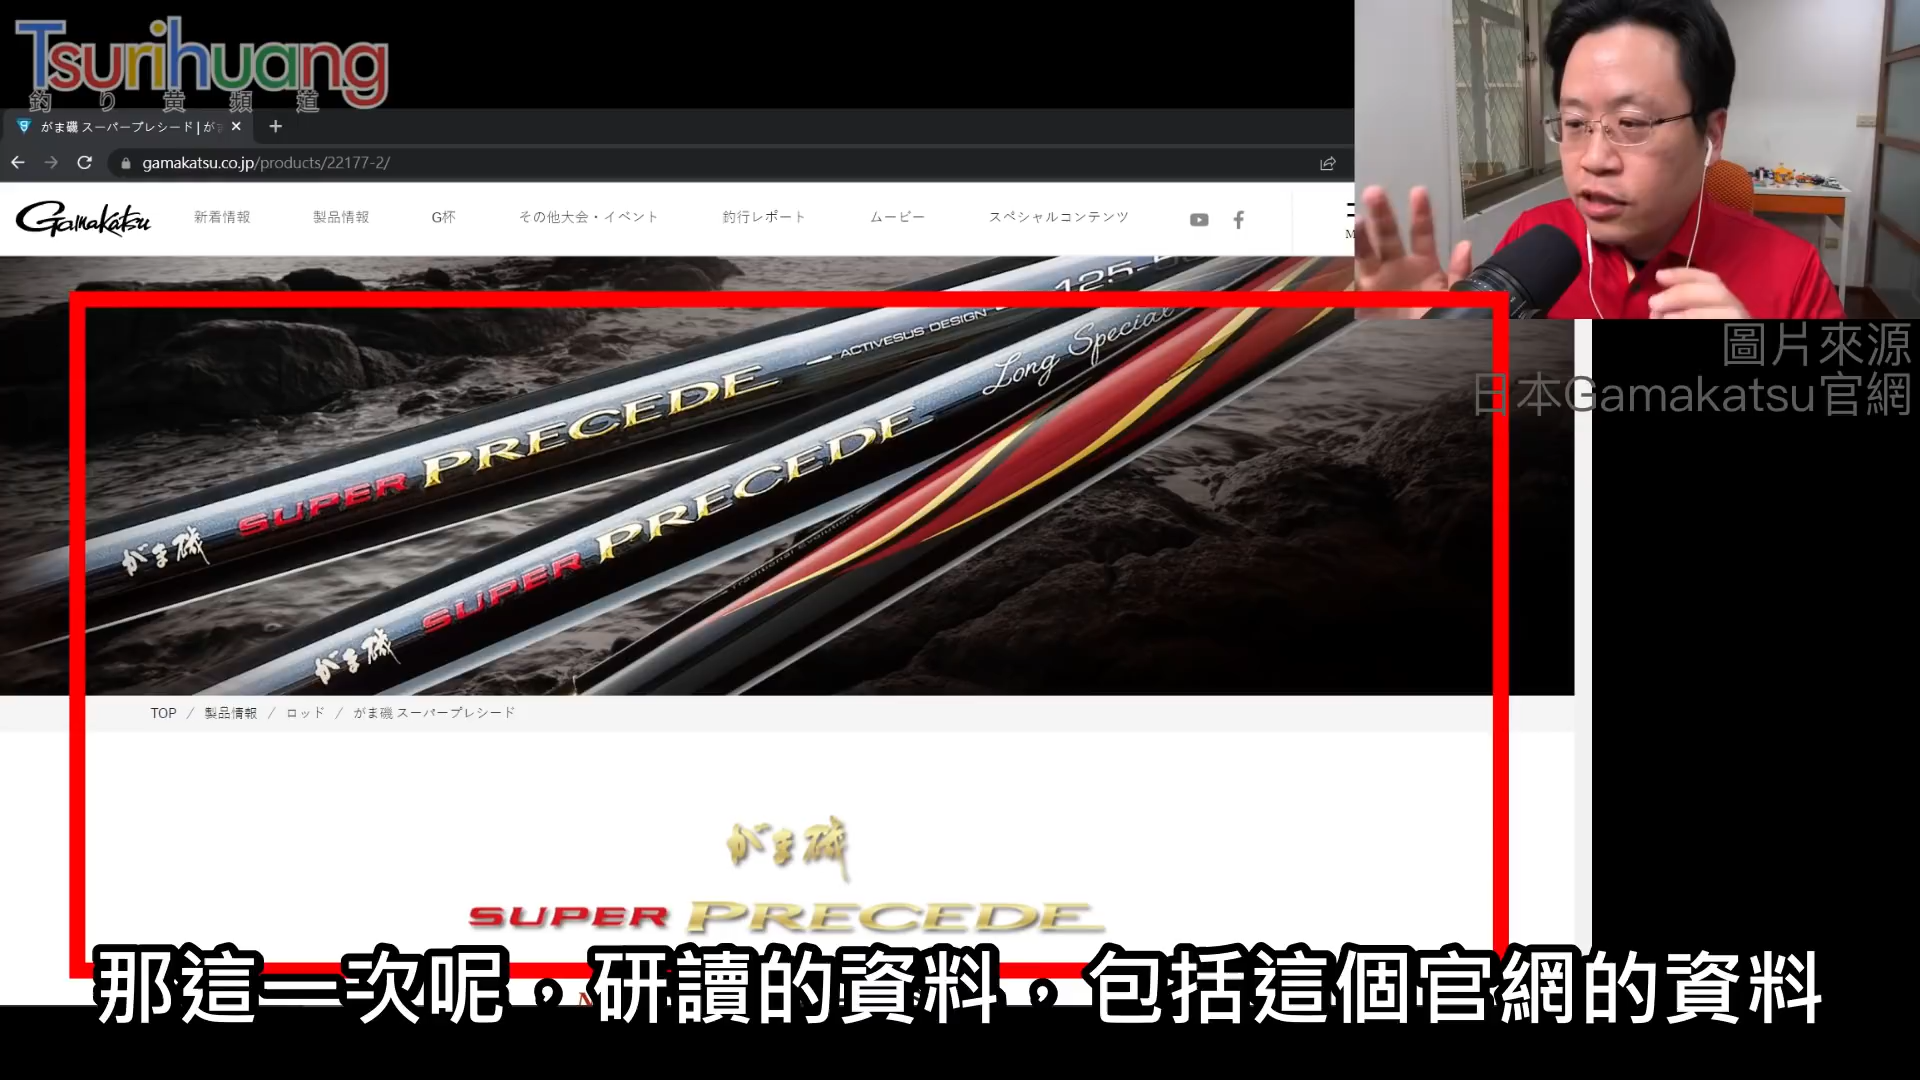 Tsurihuang
釣り黄頻道
がま磯 スーパープレシード | がま
gamakatsu.co.jp/products/22177-2/
Gamakatsu
新着情報
製品情報
G杯
その他大会・イベント
釣行レポート
ムービー
スペシャルコンテンツ
圖片來源
日本Gamakatsu官網
がま磯 SUPER PRECEDE ACTIVESUS DESIGN
がま磯 SUPER PRECEDE Long Special
Traditional Evolution
TOP / 製品情報 / ロッド / がま磯 スーパープレシード
がま磯
SUPER PRECEDE
那這一次呢，研讀的資料，包括這個官網的資料